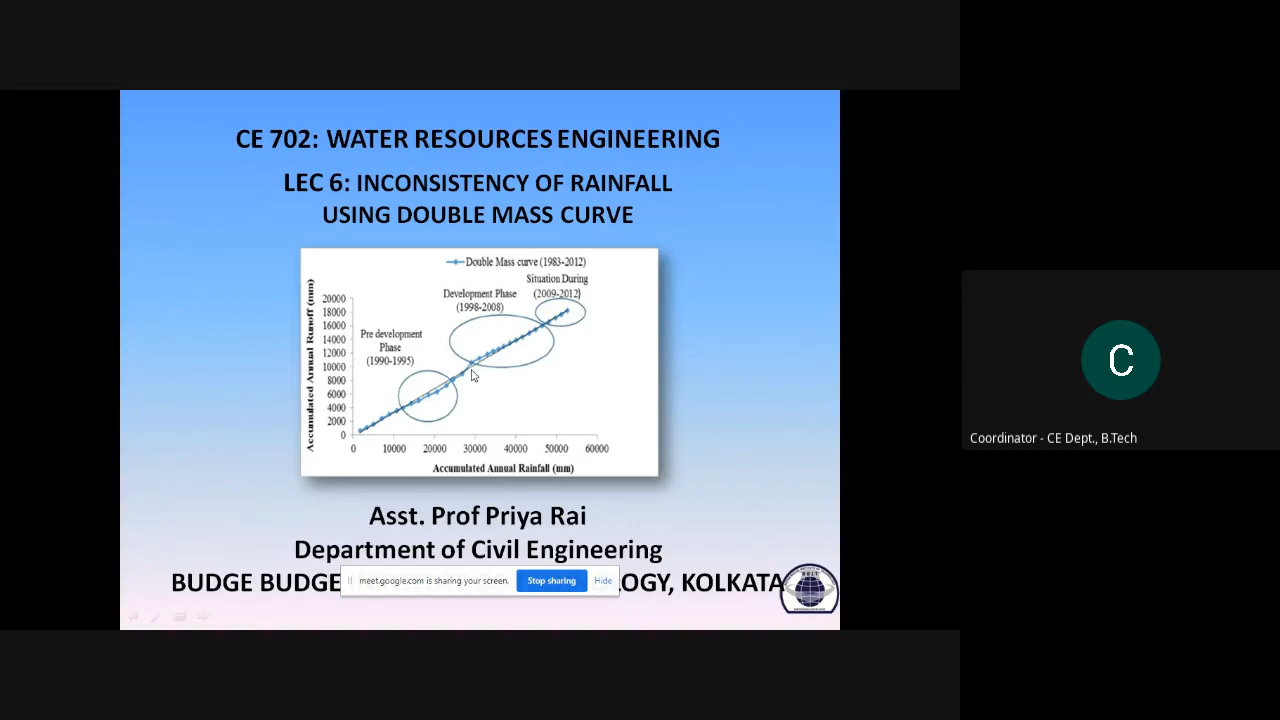 CE 702: WATER RESOURCES ENGINEERING
LEC 6: INCONSISTENCY OF RAINFALL
USING DOUBLE MASS CURVE
Double Mass curve (1983-2012)
Situation During
(2009-2012)
Development Phase
(1998-2008)
Pre development
Phase
(1990-1995)
Accumulated Annual Runoff (mm)
20000
18000
16000
14000
12000
10000
8000
6000
4000
2000
0
0 10000 20000 30000 40000 50000 60000
Accumulated Annual Rainfall (mm)
Asst. Prof Priya Rai
Department of Civil Engineering
BUDGE BUDGE LOGY, KOLKATA
meet.google.com is sharing your screen. Stop sharing Hide
C
Coordinator - CE Dept., B.Tech